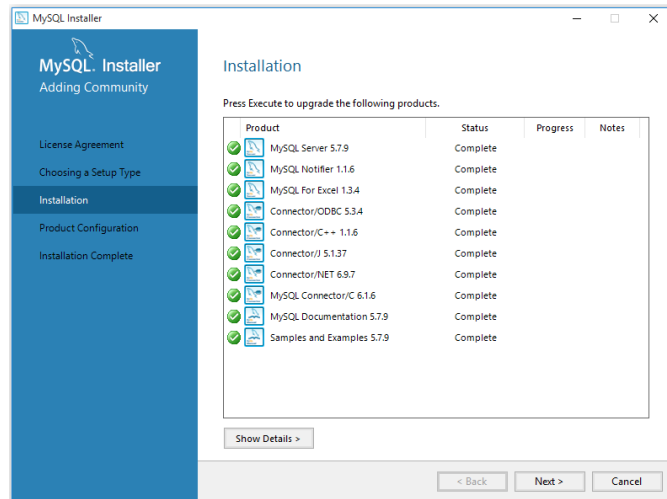 MySQL Installer
MySQL. Installer
Adding Community
License Agreement
Choosing a Setup Type
Installation
Product Configuration
Installation Complete
Installation
Press Execute to upgrade the following products.
Product Status Progress Notes
MySQL Server 5.7.9 Complete
MySQL Notifier 1.1.6 Complete
MySQL For Excel 1.3.4 Complete
Connector/ODBC 5.3.4 Complete
Connector/C++ 1.1.6 Complete
Connector/J 5.1.37 Complete
Connector/NET 6.9.7 Complete
MySQL Connector/C 6.1.6 Complete
MySQL Documentation 5.7.9 Complete
Samples and Examples 5.7.9 Complete
Show Details >
< Back Next > Cancel